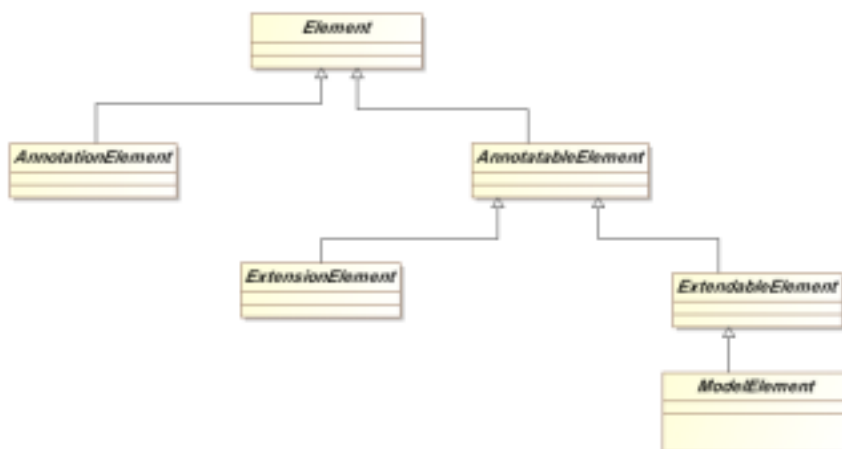 Element
AnnotationElement
AnnotatableElement
ExtensionElement
ExtendableElement
ModelElement